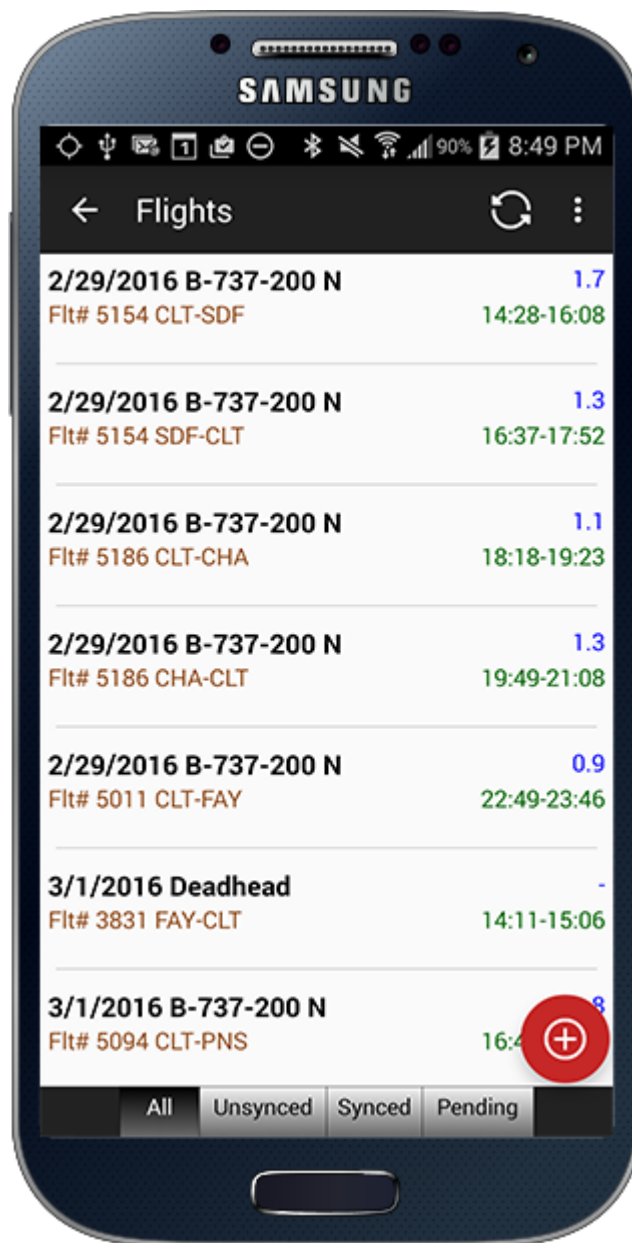 SAMSUNG
1 90% 8:49 PM
Flights
2/29/2016 B-737-200 N 1.7
Flt# 5154 CLT-SDF 14:28-16:08
2/29/2016 B-737-200 N 1.3
Flt# 5154 SDF-CLT 16:37-17:52
2/29/2016 B-737-200 N 1.1
Flt# 5186 CLT-CHA 18:18-19:23
2/29/2016 B-737-200 N 1.3
Flt# 5186 CHA-CLT 19:49-21:08
2/29/2016 B-737-200 N 0.9
Flt# 5011 CLT-FAY 22:49-23:46
3/1/2016 Deadhead -
Flt# 3831 FAY-CLT 14:11-15:06
3/1/2016 B-737-200 N
Flt# 5094 CLT-PNS
All Unsynced Synced Pending